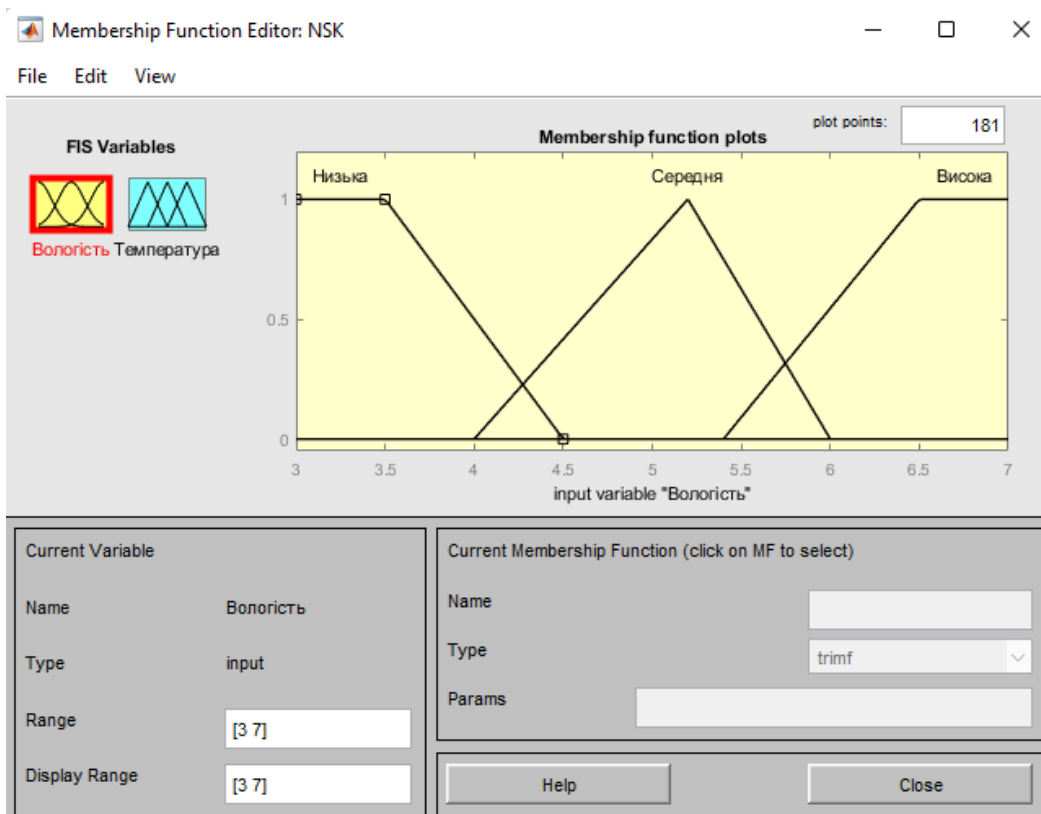 Membership Function Editor: NSK
File Edit View
FIS Variables
Вологість Температура
plot points: 181
Membership function plots
Низька Середня Висока
1
0.5
0
3 3.5 4 4.5 5 5.5 6 6.5 7
input variable "Вологість"
Current Variable
Name Вологість
Type input
Range [3 7]
Display Range [3 7]
Current Membership Function (click on MF to select)
Name
Type trimf
Params
Help Close